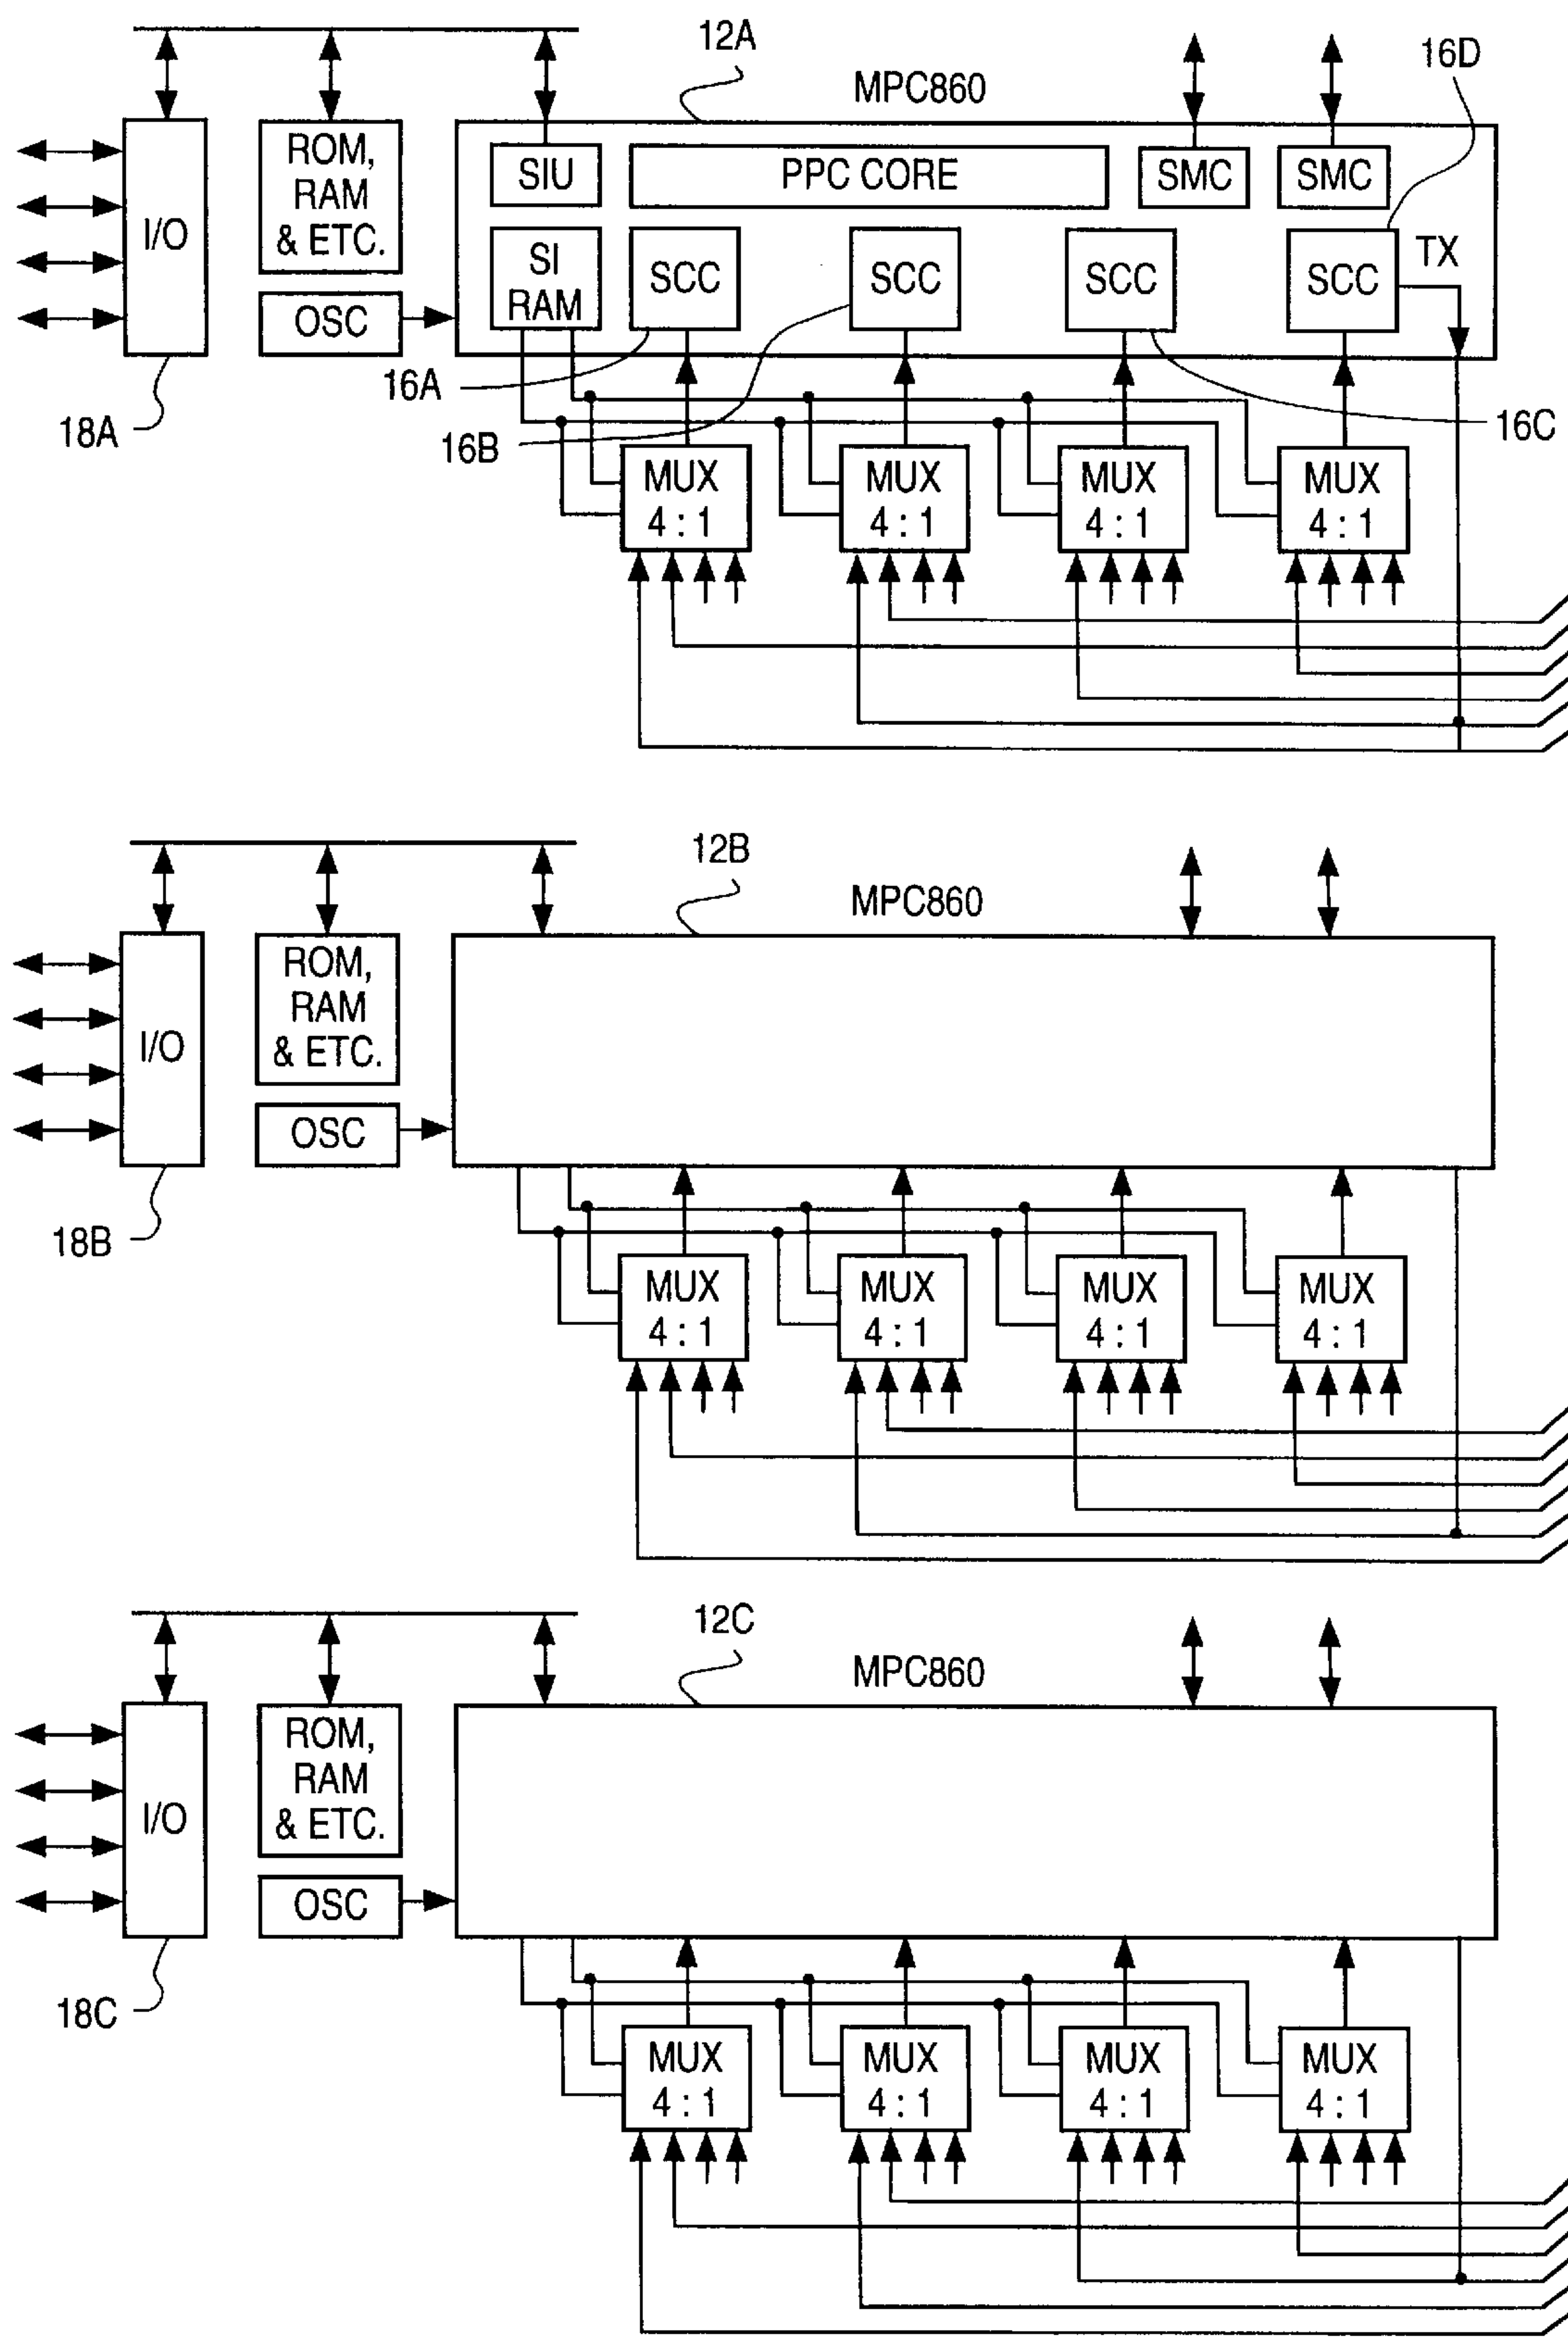 12A
MPC860
16D
I/O
ROM,
RAM
& ETC.
OSC
SIU
PPC CORE
SMC
SMC
SI
RAM
SCC
SCC
SCC
SCC
TX
18A
16A
16B
16C
MUX
4 : 1
MUX
4 : 1
MUX
4 : 1
MUX
4 : 1
12B
MPC860
I/O
ROM,
RAM
& ETC.
OSC
18B
MUX
4 : 1
MUX
4 : 1
MUX
4 : 1
MUX
4 : 1
12C
MPC860
I/O
ROM,
RAM
& ETC.
OSC
18C
MUX
4 : 1
MUX
4 : 1
MUX
4 : 1
MUX
4 : 1